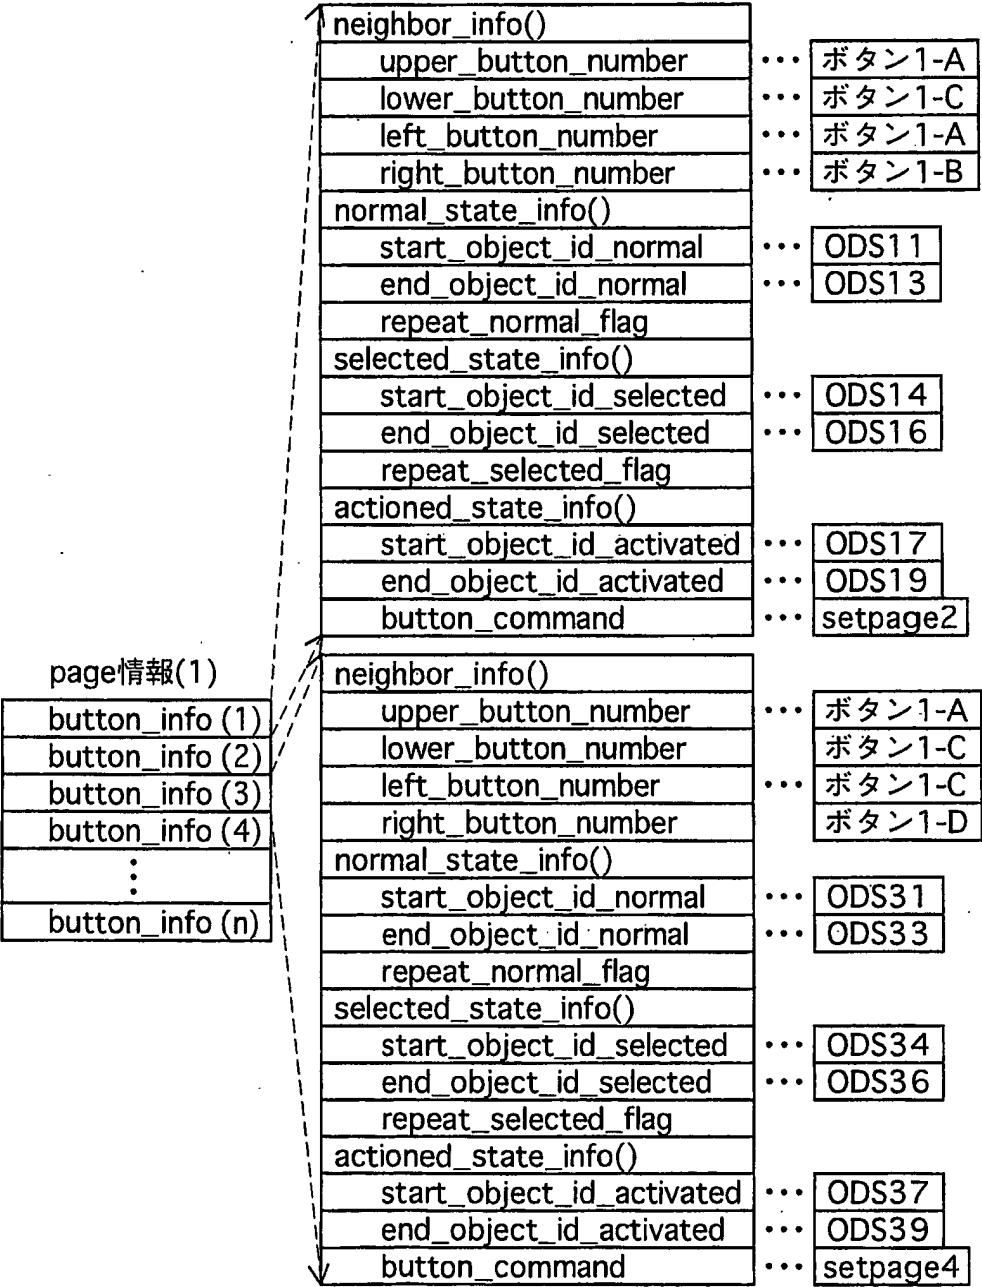 neighbor_info()
upper_button_number ・・・ ボタン1-A
lower_button_number ・・・ ボタン1-C
left_button_number ・・・ ボタン1-A
right_button_number ・・・ ボタン1-B
normal_state_info()
start_object_id_normal ・・・ ODS11
end_object_id_normal ・・・ ODS13
repeat_normal_flag
selected_state_info()
start_object_id_selected ・・・ ODS14
end_object_id_selected ・・・ ODS16
repeat_selected_flag
actioned_state_info()
start_object_id_activated ・・・ ODS17
end_object_id_activated ・・・ ODS19
button_command ・・・ setpage2
page情報(1)
button_info (1)
button_info (2)
button_info (3)
button_info (4)
⋮
button_info (n)
neighbor_info()
upper_button_number ・・・ ボタン1-A
lower_button_number ボタン1-C
left_button_number ・・・ ボタン1-C
right_button_number ボタン1-D
normal_state_info()
start_object_id_normal ・・・ ODS31
end_object_id_normal ・・・ ODS33
repeat_normal_flag
selected_state_info()
start_object_id_selected ・・・ ODS34
end_object_id_selected ・・・ ODS36
repeat_selected_flag
actioned_state_info()
start_object_id_activated ・・・ ODS37
end_object_id_activated ・・・ ODS39
button_command ・・・ setpage4